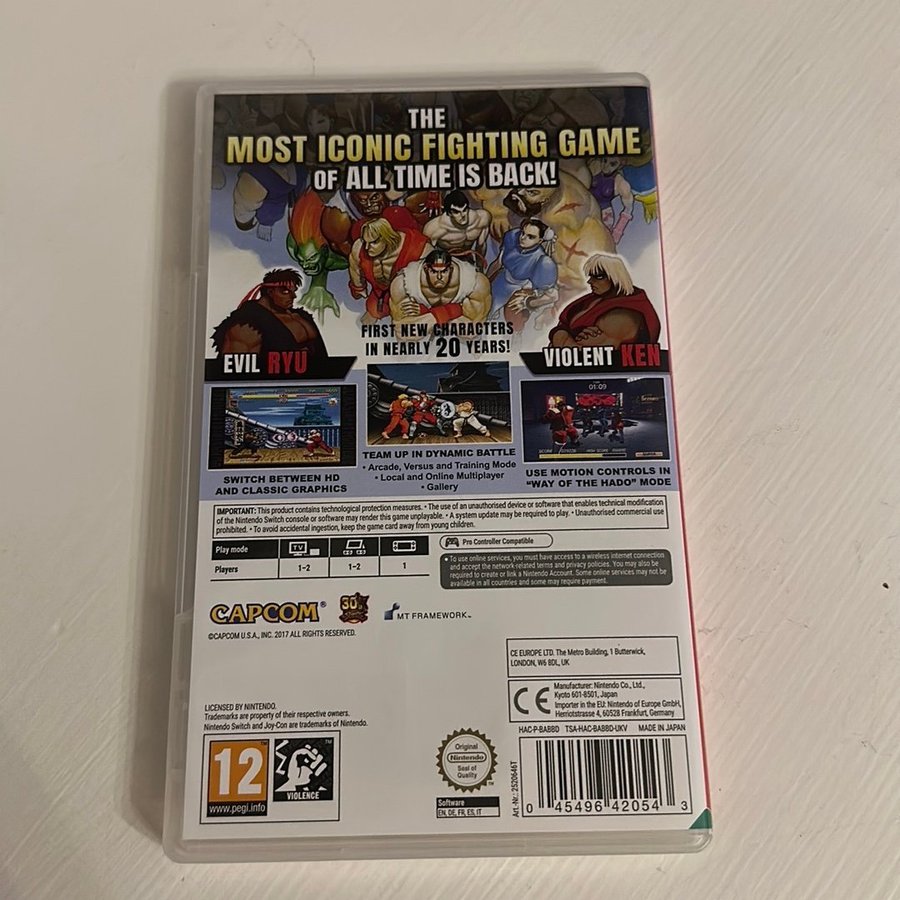 THE
MOST ICONIC FIGHTING GAME
OF ALL TIME IS BACK!
FIRST NEW CHARACTERS
IN NEARLY 20 YEARS!
EVIL RYU
VIOLENT KEN
TIME
01:09
SWITCH BETWEEN HD
AND CLASSIC GRAPHICS
TEAM UP IN DYNAMIC BATTLE
• Arcade, Versus and Training Mode
• Local and Online Multiplayer
• Gallery
USE MOTION CONTROLS IN
“WAY OF THE HADO” MODE
IMPORTANT: This product contains technological protection measures. • The use of an unauthorised device or software that enables technical modification
of the Nintendo Switch console or software may render this game unplayable. • A system update may be required to play. • Unauthorised commercial use
prohibited. • To avoid accidental ingestion, keep the game card away from young children.
Play mode
TV
Players
1-2
1-2
1
Pro Controller Compatible
• To use online services, you must have access to a wireless internet connection
and accept the network-related terms and privacy policies. You may also be
required to create or link a Nintendo Account. Some online services may not be
available in all countries and some may require payment.
CAPCOM®
30th
MT FRAMEWORK™
©CAPCOM U.S.A., INC. 2017 ALL RIGHTS RESERVED.
CE EUROPE LTD. The Metro Building, 1 Butterwick,
LONDON, W6 8DL, UK
CE
Manufacturer: Nintendo Co., Ltd.,
Kyoto 601-8501, Japan
Importer in the EU: Nintendo of Europe GmbH,
Herriotstrasse 4, 60528 Frankfurt, Germany
LICENSED BY NINTENDO.
Trademarks are property of their respective owners.
Nintendo Switch and Joy-Con are trademarks of Nintendo.
HAC-P-BABBD TSA-HAC-BABBD-UKV MADE IN JAPAN
12™
www.pegi.info
™
VIOLENCE
Original
Nintendo
Seal of
Quality
™
Software
EN, DE, FR, ES, IT
Art.-Nr.: 2520646T
0 45496 42054 3